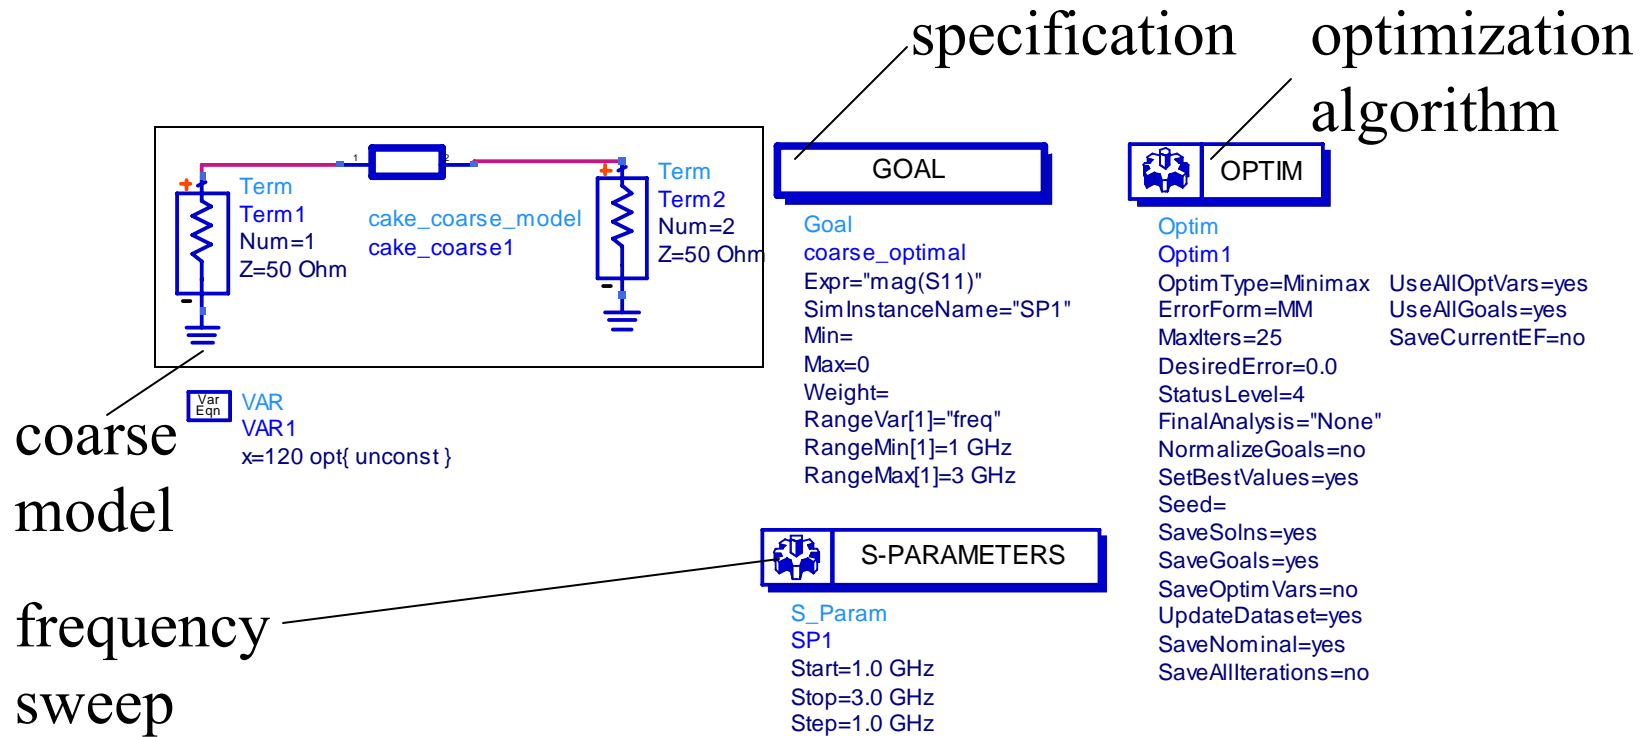 specification
optimization
algorithm
1
2
Term
Term1
Num=1
Z=50 Ohm
cake_coarse_model
cake_coarse1
Term
Term2
Num=2
Z=50 Ohm
Var
Eqn
VAR
VAR1
x=120 opt{ unconst }
coarse
model
GOAL
Goal
coarse_optimal
Expr="mag(S11)"
SimInstanceName="SP1"
Min=
Max=0
Weight=
RangeVar[1]="freq"
RangeMin[1]=1 GHz
RangeMax[1]=3 GHz
OPTIM
Optim
Optim1
OptimType=Minimax
ErrorForm=MM
MaxIters=25
DesiredError=0.0
StatusLevel=4
FinalAnalysis="None"
NormalizeGoals=no
SetBestValues=yes
Seed=
SaveSolns=yes
SaveGoals=yes
SaveOptimVars=no
UpdateDataset=yes
SaveNominal=yes
SaveAllIterations=no
UseAllOptVars=yes
UseAllGoals=yes
SaveCurrentEF=no
frequency
sweep
S-PARAMETERS
S_Param
SP1
Start=1.0 GHz
Stop=3.0 GHz
Step=1.0 GHz